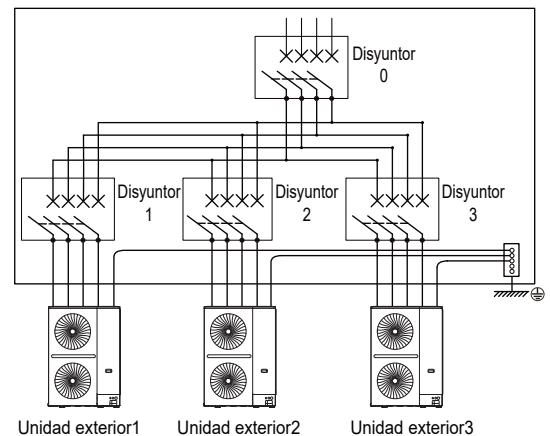 Disyuntor
0
Disyuntor
1
Disyuntor
2
Disyuntor
3
Unidad exterior1
Unidad exterior2
Unidad exterior3